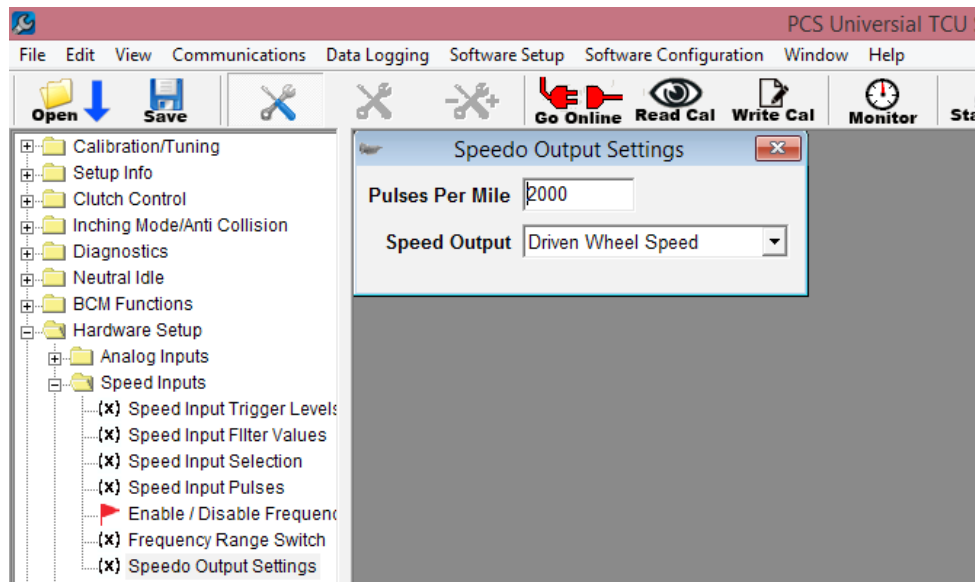 PCS Universial TCU
File Edit View Communications Data Logging Software Setup Software Configuration Window Help
Open Save Go Online Read Cal Write Cal Monitor Sta
Calibration/Tuning
Setup Info
Clutch Control
Inching Mode/Anti Collision
Diagnostics
Neutral Idle
BCM Functions
Hardware Setup
Analog Inputs
Speed Inputs
(x) Speed Input Trigger Levels
(x) Speed Input FIlter Values
(x) Speed Input Selection
(x) Speed Input Pulses
Enable / Disable Frequenc
(x) Frequency Range Switch
(x) Speedo Output Settings
Speedo Output Settings
Pulses Per Mile 2000
Speed Output Driven Wheel Speed